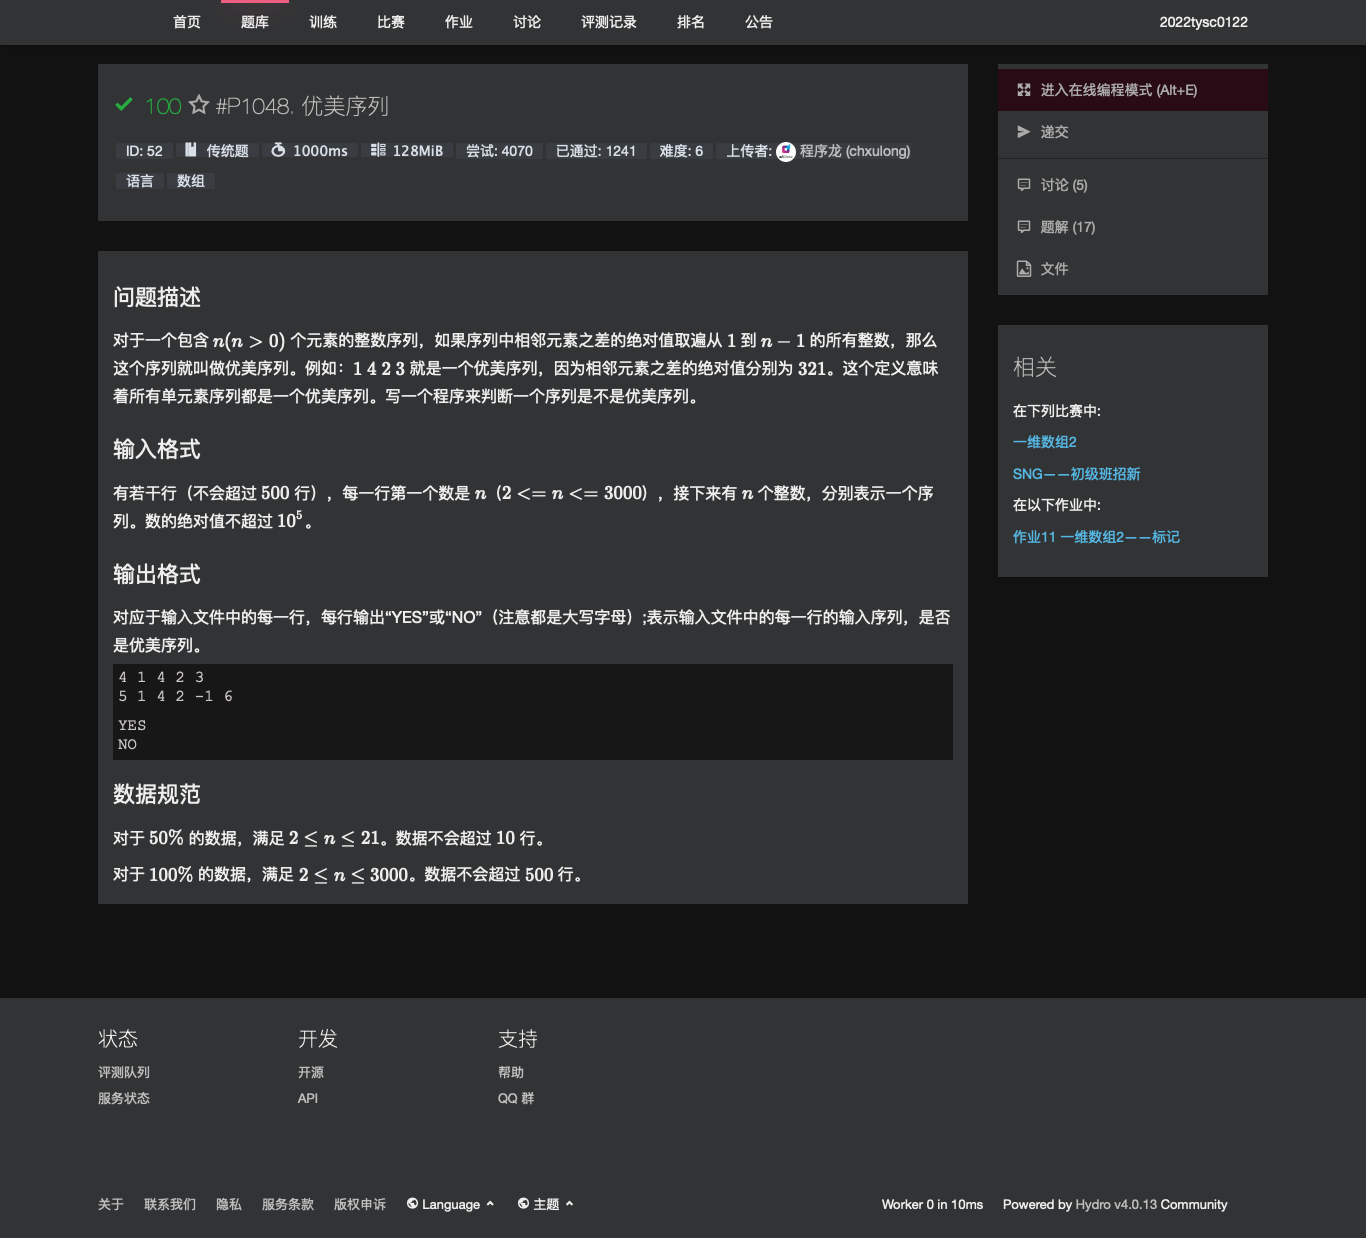 首页 题库 训练 比赛 作业 讨论 评测记录 排名 公告 2022tysc0122
100 #P1048. 优美序列
ID: 52 传统题 1000ms 128MiB 尝试: 4070 已通过: 1241 难度: 6 上传者: 程序龙 (chxulong)
语言 数组
问题描述
对于一个包含 n(n > 0) 个元素的整数序列，如果序列中相邻元素之差的绝对值取遍从 1 到 n − 1 的所有整数，那么
这个序列就叫做优美序列。例如：1 4 2 3 就是一个优美序列，因为相邻元素之差的绝对值分别为 321。这个定义意味
着所有单元素序列都是一个优美序列。写一个程序来判断一个序列是不是优美序列。
输入格式
有若干行（不会超过 500 行），每一行第一个数是 n（2 <= n <= 3000），接下来有 n 个整数，分别表示一个序
列。数的绝对值不超过 10^5。
输出格式
对应于输入文件中的每一行，每行输出“YES”或“NO”（注意都是大写字母）;表示输入文件中的每一行的输入序列，是否
是优美序列。
4 1 4 2 3
5 1 4 2 -1 6
YES
NO
数据规范
对于 50% 的数据，满足 2 ≤ n ≤ 21。数据不会超过 10 行。
对于 100% 的数据，满足 2 ≤ n ≤ 3000。数据不会超过 500 行。
进入在线编程模式 (Alt+E)
递交
讨论 (5)
题解 (17)
文件
相关
在下列比赛中:
一维数组2
SNG——初级班招新
在以下作业中:
作业11 一维数组2——标记
状态 开发 支持
评测队列 开源 帮助
服务状态 API QQ 群
关于 联系我们 隐私 服务条款 版权申诉 Language 主题 Worker 0 in 10ms Powered by Hydro v4.0.13 Community